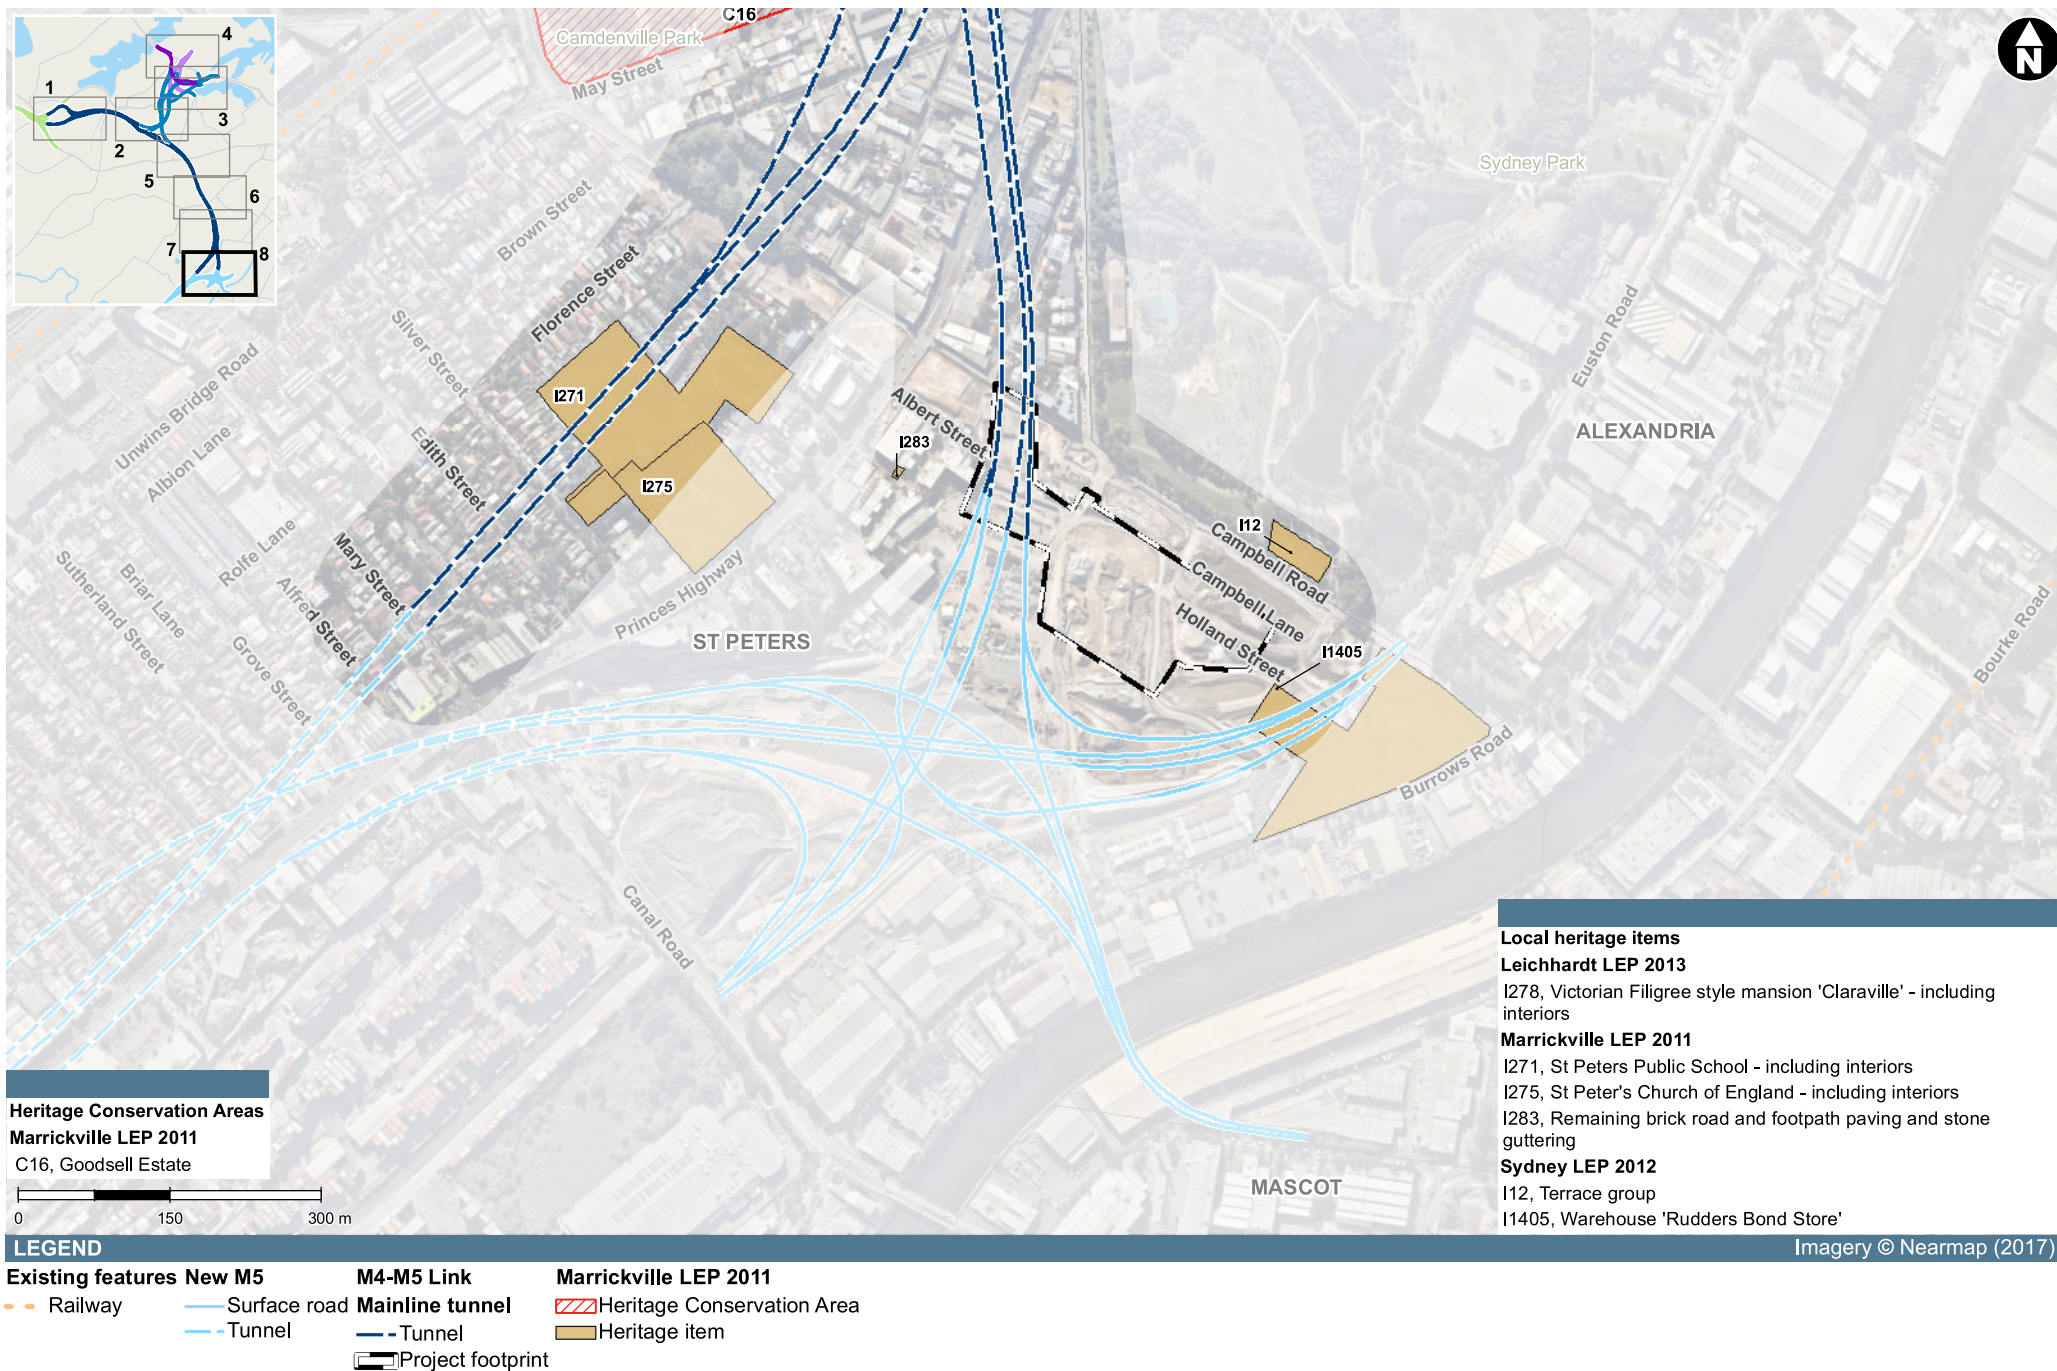 C16
Camdenville Park
May Street
N
4
1
3
2
5
6
7
8
Sydney Park
Brown Street
Florence Street
Silver Street
Unwins Bridge Road
Albion Lane
Edith Street
I271
I275
Albert Street
I283
Euston Road
ALEXANDRIA
I12
Campbell Road
Campbell Lane
Holland Street
I1405
Rolfe Lane
Mary Street
Briar Lane
Sutherland Street
Alfred Street
Grove Street
Princes Highway
ST PETERS
Bourke Road
Burrows Road
Canal Road
MASCOT
Local heritage items
Leichhardt LEP 2013
I278, Victorian Filigree style mansion 'Claraville' - including
interiors
Marrickville LEP 2011
I271, St Peters Public School - including interiors
I275, St Peter's Church of England - including interiors
I283, Remaining brick road and footpath paving and stone
guttering
Sydney LEP 2012
I12, Terrace group
I1405, Warehouse 'Rudders Bond Store'
Heritage Conservation Areas
Marrickville LEP 2011
C16, Goodsell Estate
0 150 300 m
LEGEND
Imagery © Nearmap (2017)
Existing features
Railway
New M5
Surface road
Tunnel
M4-M5 Link
Mainline tunnel
Tunnel
Project footprint
Marrickville LEP 2011
Heritage Conservation Area
Heritage item